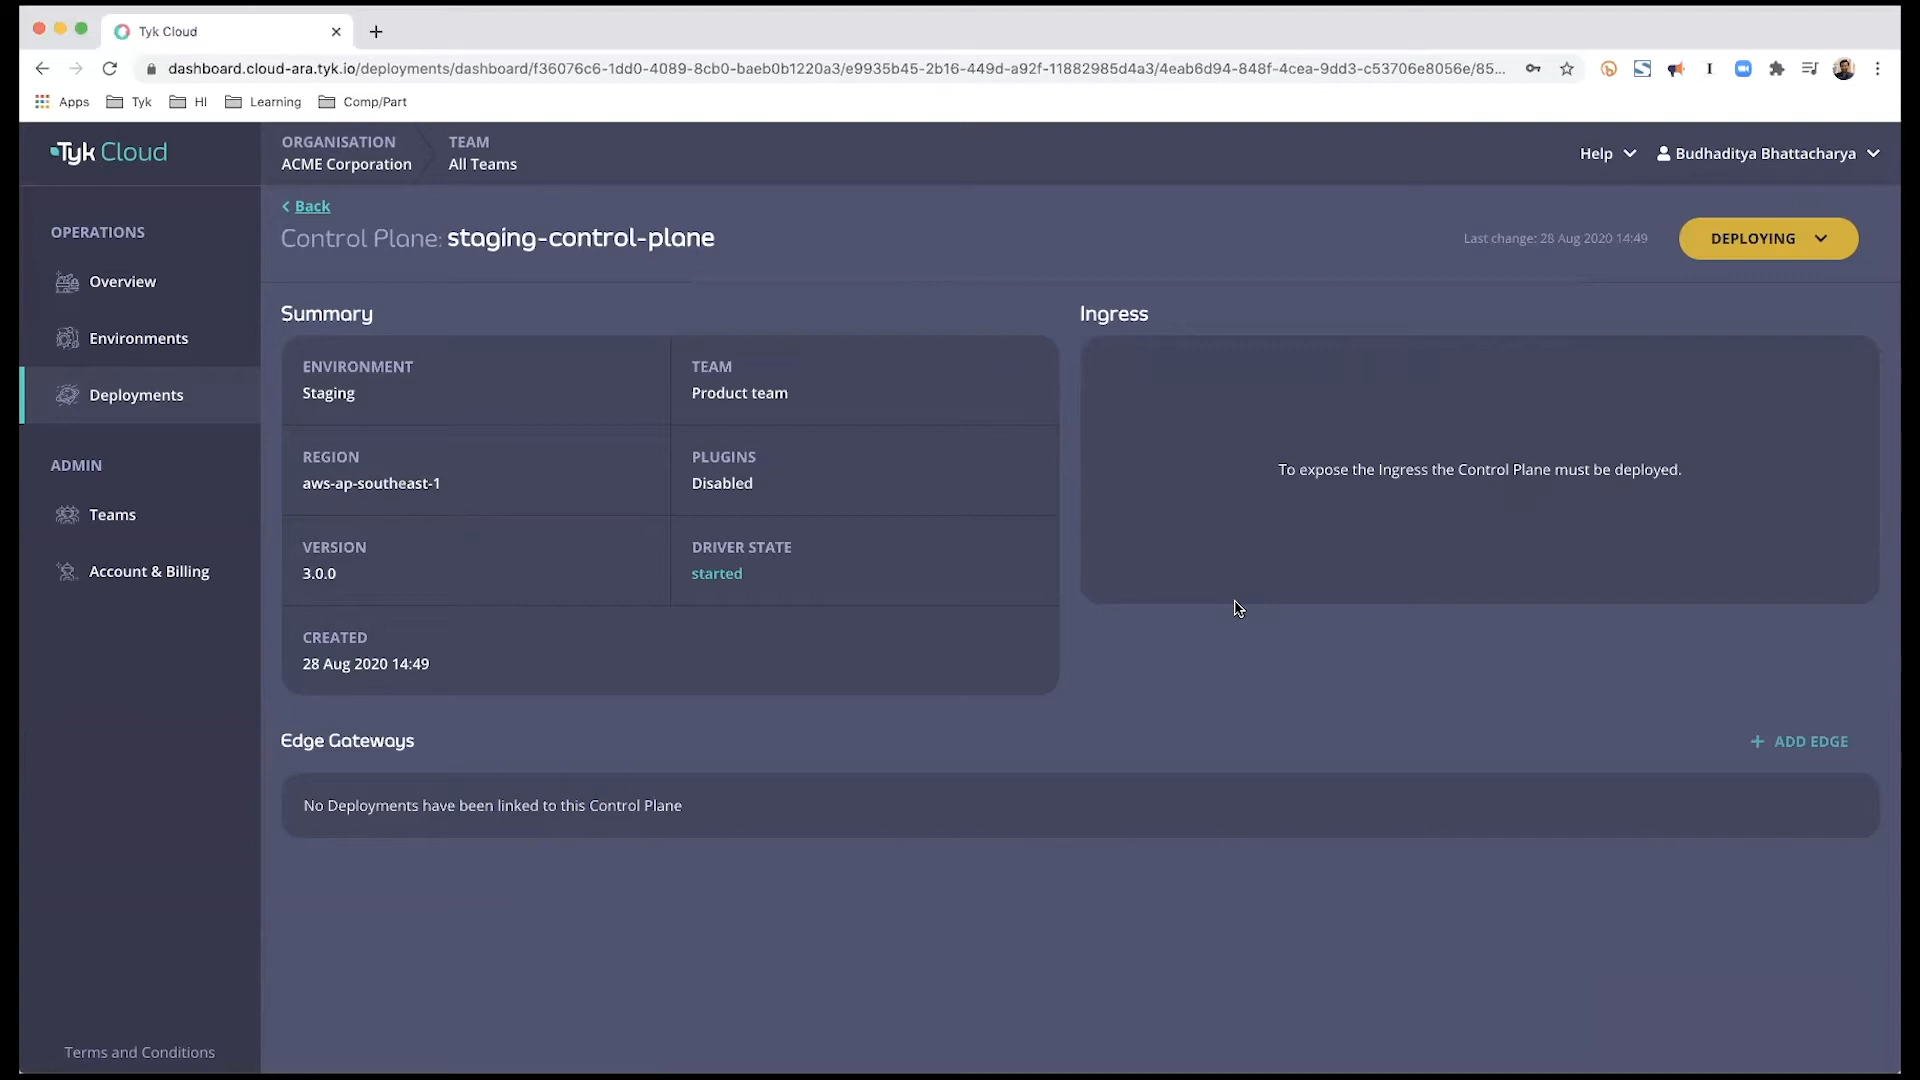 Tyk Cloud
dashboard.cloud-ara.tyk.io/deployments/dashboard/f36076c6-1dd0-4089-8cb0-baeb0b1220a3/e9935b45-2b16-449d-a92f-11882985d4a3/4eab6d94-848f-4cea-9dd3-c53706e8056e/85...
Apps Tyk HI Learning Comp/Part
Tyk Cloud
ORGANISATION
ACME Corporation
TEAM
All Teams
Help
Budhaditya Bhattacharya
OPERATIONS
Overview
Environments
Deployments
ADMIN
Teams
Account & Billing
Terms and Conditions
Back
Control Plane: staging-control-plane
Last change: 28 Aug 2020 14:49
DEPLOYING
Summary
ENVIRONMENT
Staging
TEAM
Product team
REGION
aws-ap-southeast-1
PLUGINS
Disabled
VERSION
3.0.0
DRIVER STATE
started
CREATED
28 Aug 2020 14:49
Ingress
To expose the Ingress the Control Plane must be deployed.
Edge Gateways
+ ADD EDGE
No Deployments have been linked to this Control Plane